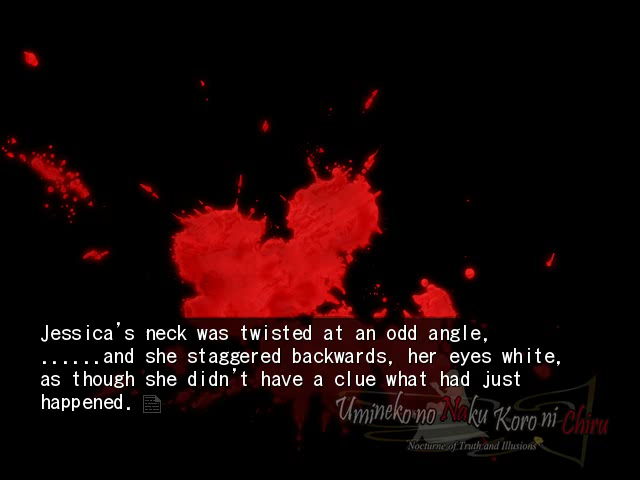 Jessica's neck was twisted at an odd angle,
......and she staggered backwards, her eyes white,
as though she didn't have a clue what had just
happened.
Umineko no Naku Koro ni Chiru
Nocturne of Truth and Illusions